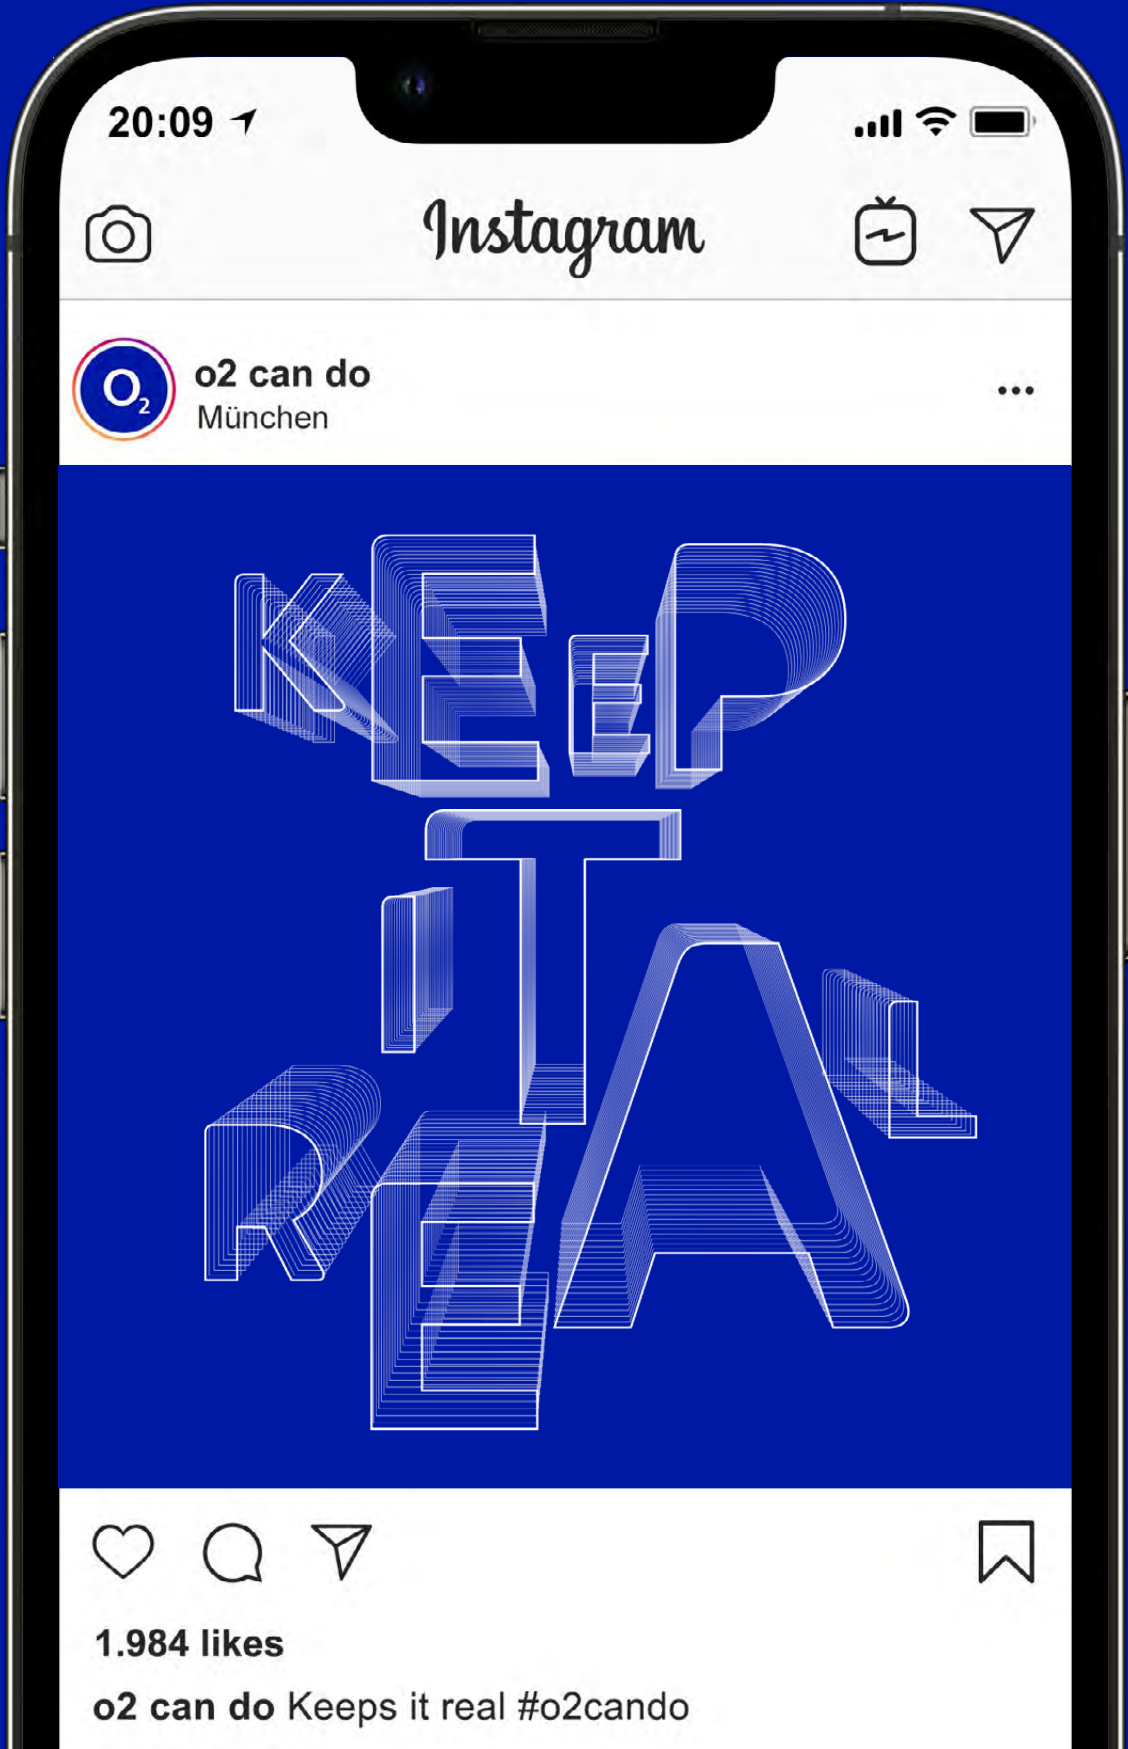 20:09
Instagram
O2
o2 can do
München
KEEP
IT
REAL
1.984 likes
o2 can do Keeps it real #o2cando